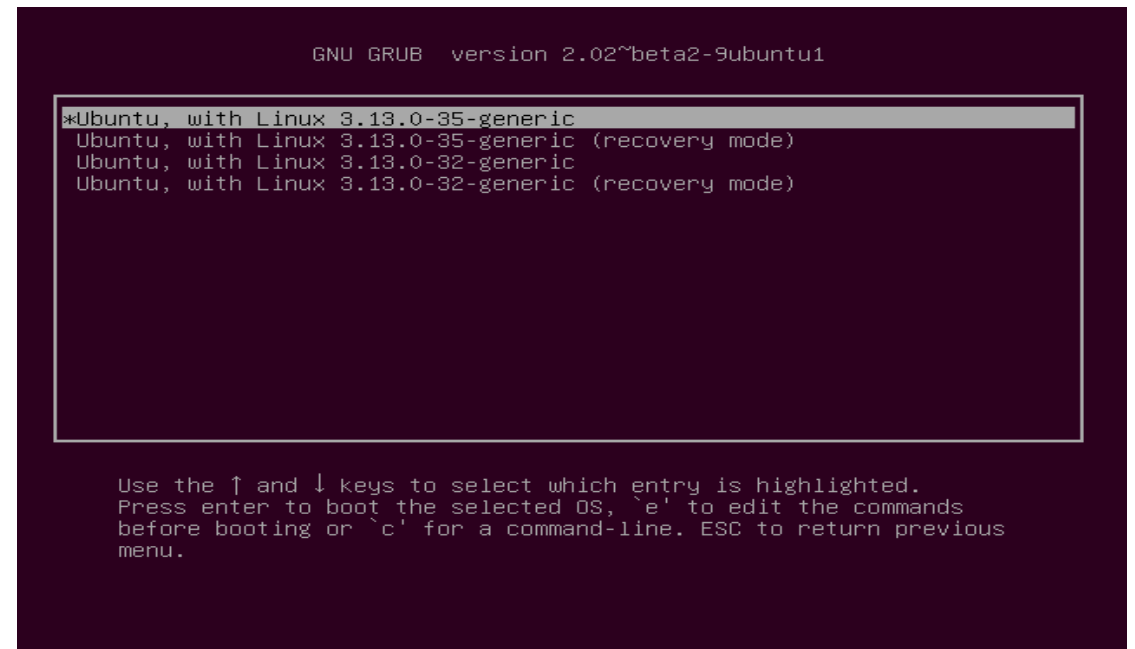 GNU GRUB  version 2.02~beta2-9ubuntu1
*Ubuntu, with Linux 3.13.0-35-generic
Ubuntu, with Linux 3.13.0-35-generic (recovery mode)
Ubuntu, with Linux 3.13.0-32-generic
Ubuntu, with Linux 3.13.0-32-generic (recovery mode)
Use the ↑ and ↓ keys to select which entry is highlighted.
Press enter to boot the selected OS, `e' to edit the commands
before booting or `c' for a command-line. ESC to return previous
menu.